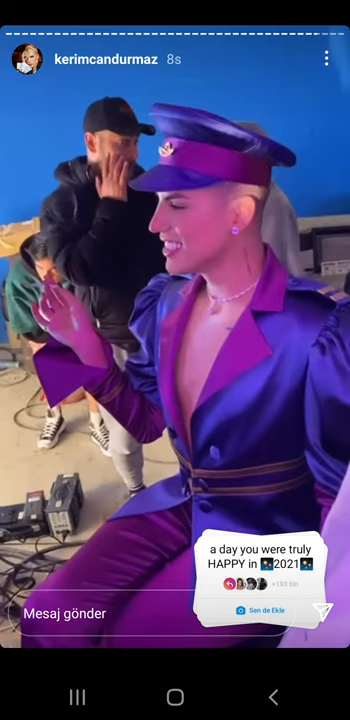 kerimcandurmaz 8s
a day you were truly
HAPPY in 🌃2021🌃
+193 bin
Sen de Ekle
Mesaj gönder